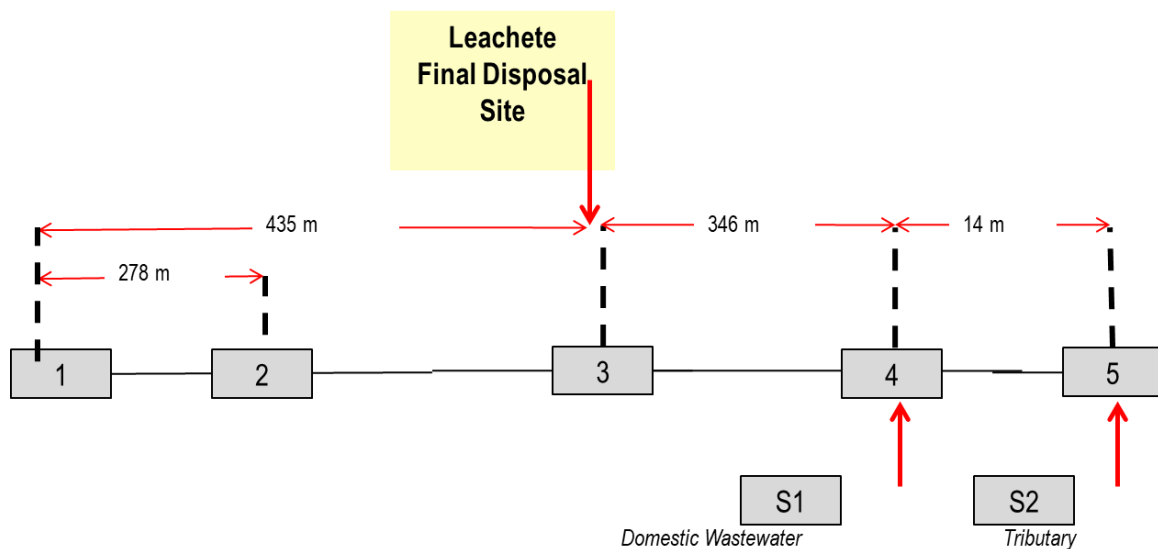 Leachete
Final Disposal
Site
435 m
346 m
14 m
278 m
1
2
3
4
5
S1
S2
Domestic Wastewater
Tributary